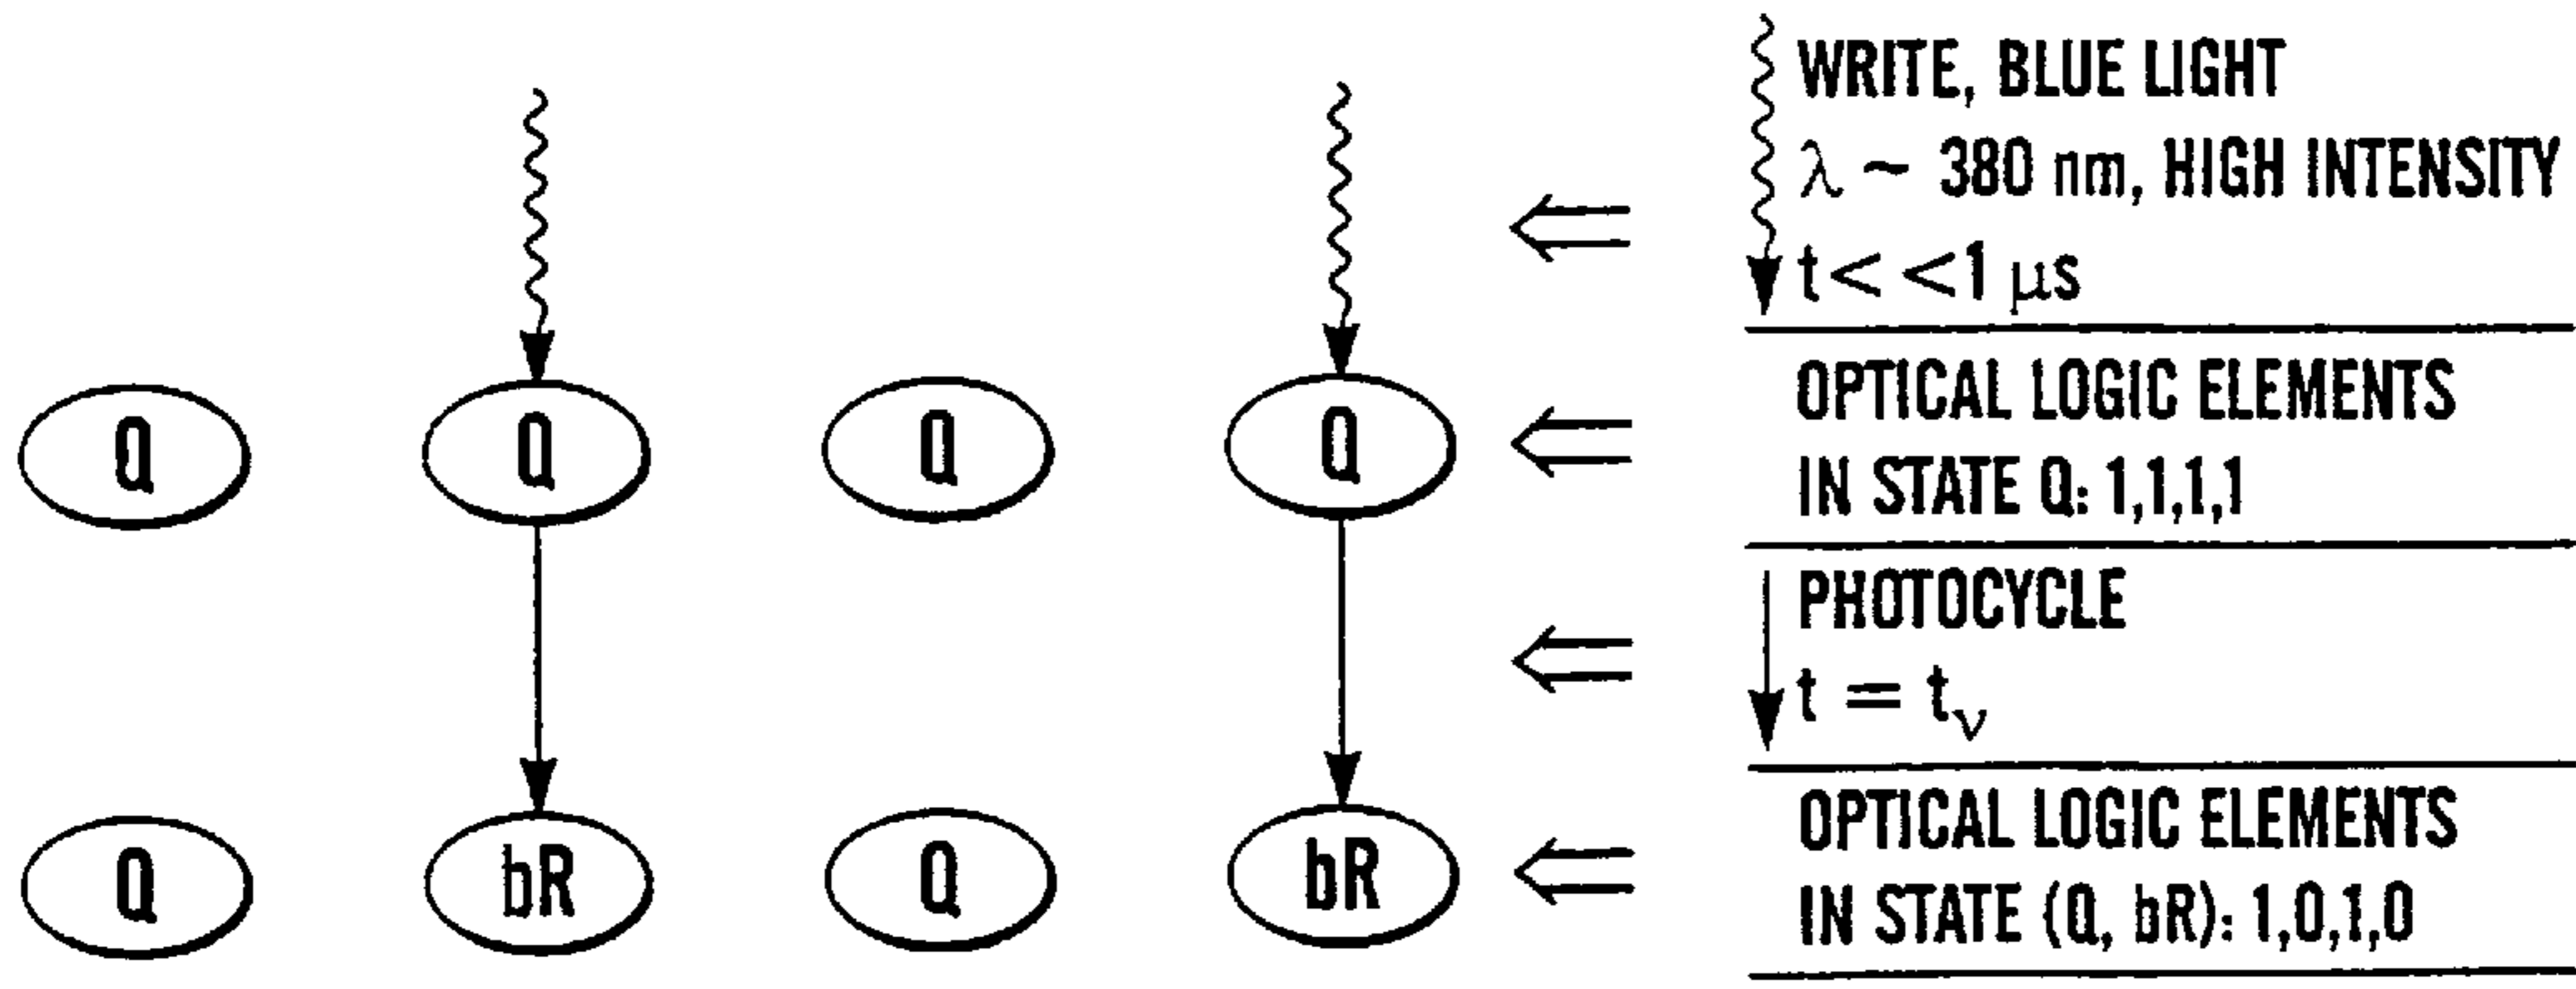 WRITE, BLUE LIGHT
λ ~ 380 nm, HIGH INTENSITY
t< <1 μs
Q Q Q Q
OPTICAL LOGIC ELEMENTS
IN STATE Q: 1,1,1,1
PHOTOCYCLE
t = tᵥ
Q bR Q bR
OPTICAL LOGIC ELEMENTS
IN STATE (Q, bR): 1,0,1,0